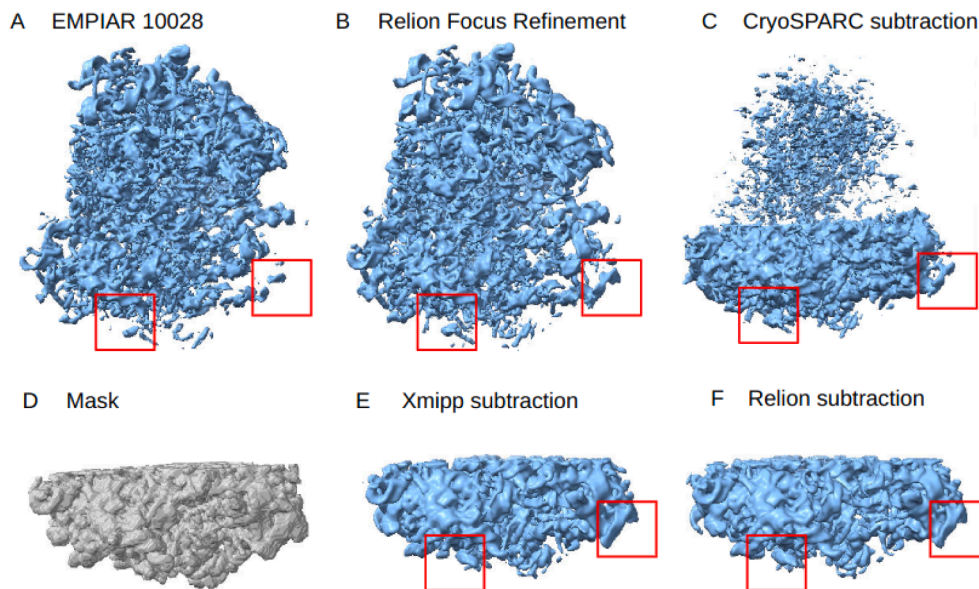 A EMPIAR 10028
B Relion Focus Refinement
C CryoSPARC subtraction
D Mask
E Xmipp subtraction
F Relion subtraction